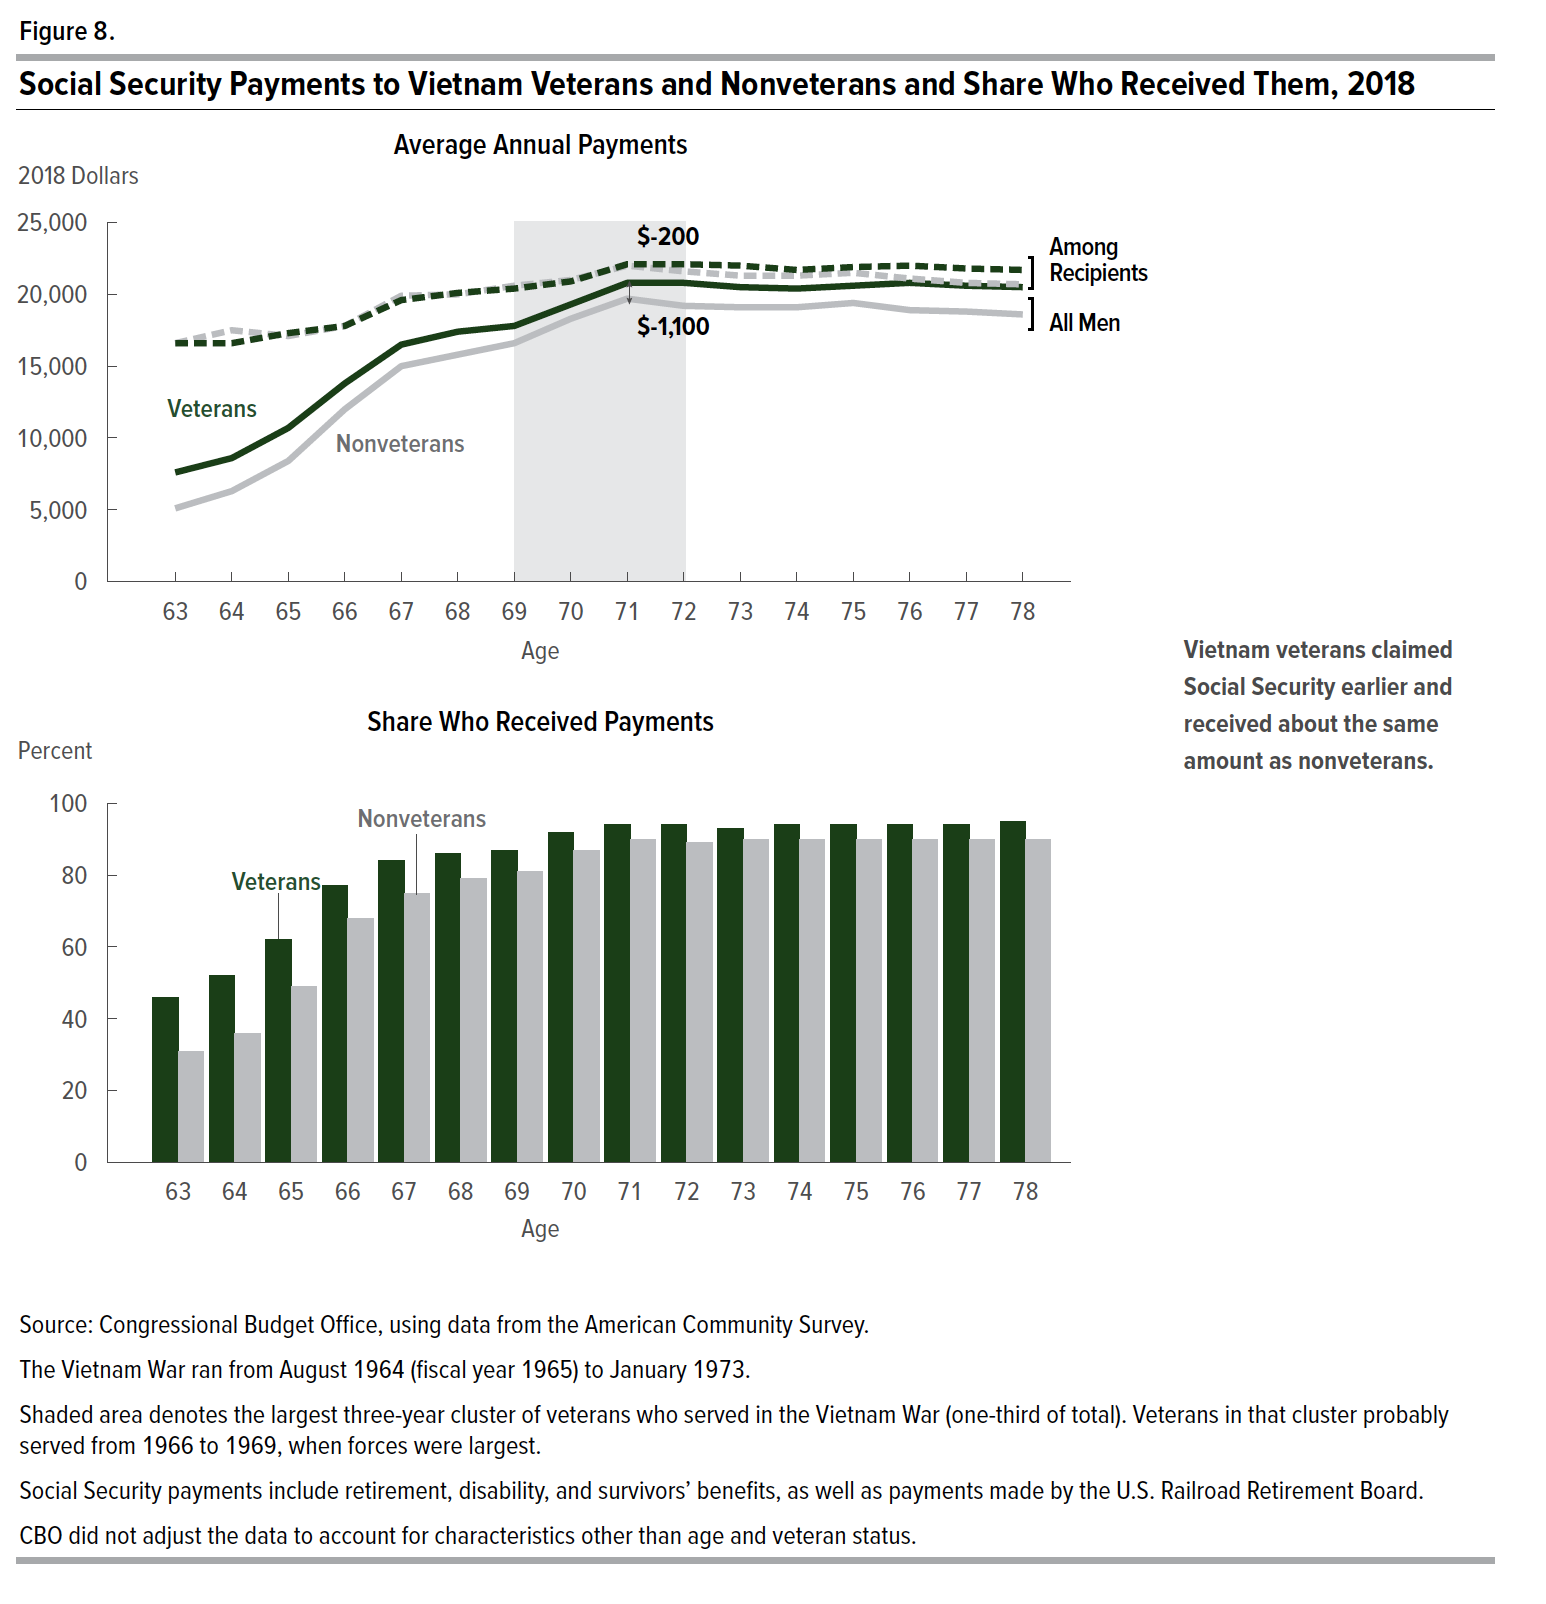 Figure 8.
Social Security Payments to Vietnam Veterans and Nonveterans and Share Who Received Them, 2018
Average Annual Payments
2018 Dollars
25,000
20,000
15,000
10,000
5,000
0
$-200
$-1,100
Among
Recipients
All Men
Veterans
Nonveterans
63 64 65 66 67 68 69 70 71 72 73 74 75 76 77 78
Age
Vietnam veterans claimed
Social Security earlier and
received about the same
amount as nonveterans.
Share Who Received Payments
Percent
100
80
60
40
20
0
Nonveterans
Veterans
63 64 65 66 67 68 69 70 71 72 73 74 75 76 77 78
Age
Source: Congressional Budget Office, using data from the American Community Survey.
The Vietnam War ran from August 1964 (fiscal year 1965) to January 1973.
Shaded area denotes the largest three-year cluster of veterans who served in the Vietnam War (one-third of total). Veterans in that cluster probably
served from 1966 to 1969, when forces were largest.
Social Security payments include retirement, disability, and survivors’ benefits, as well as payments made by the U.S. Railroad Retirement Board.
CBO did not adjust the data to account for characteristics other than age and veteran status.